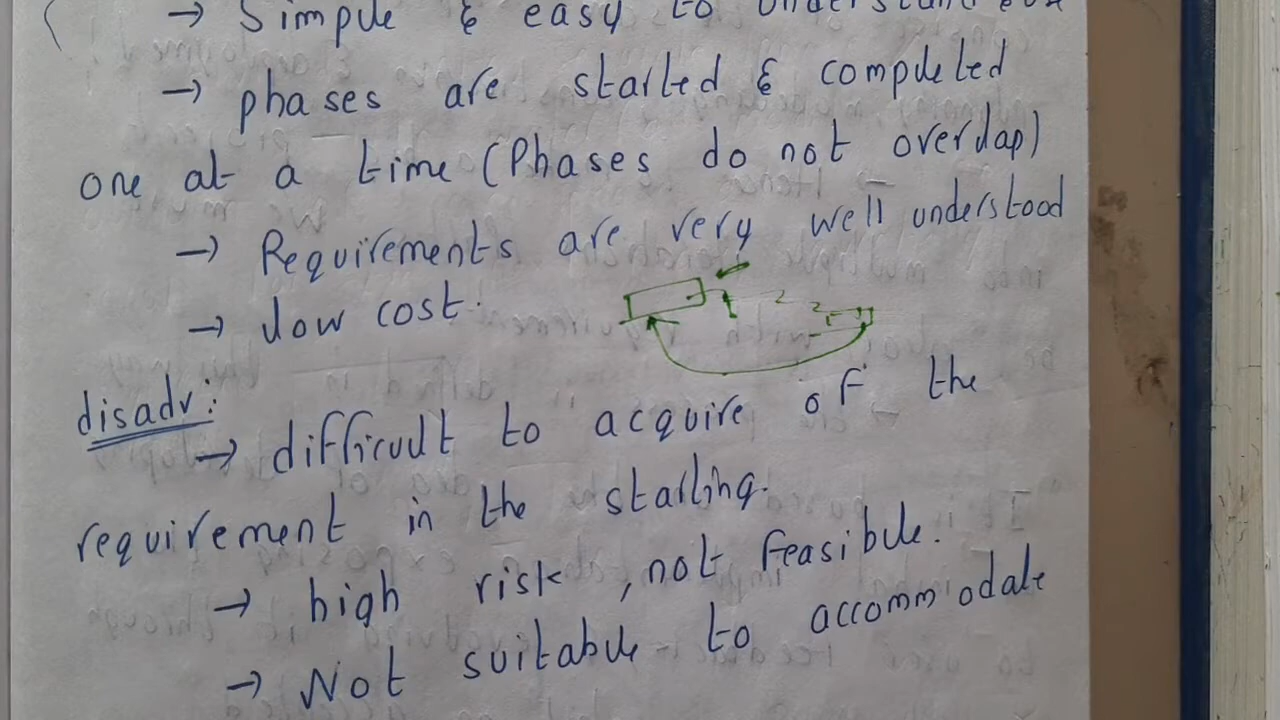 → Simple & easy to understand
→ phases are started & completed
one at a time (Phases do not overlap)
→ Requirements are very well understood
→ low cost.
disadv:
→ difficult to acquire of the
requirement in the starting.
→ high risk, not feasible.
→ Not suitable to accommodate